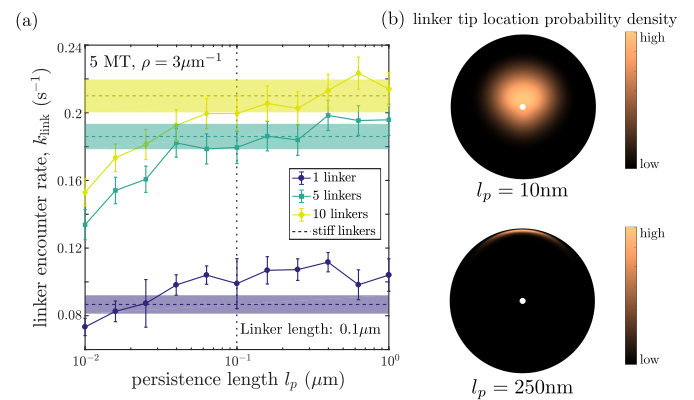 (a)
5 MT, ρ = 3μm⁻¹
0.24
0.2
0.16
0.12
0.08
linker encounter rate, k_link (s⁻¹)
1 linker
5 linkers
10 linkers
stiff linkers
Linker length: 0.1μm
10⁻² 10⁻¹ 10⁰
persistence length l_p (μm)
(b) linker tip location probability density
high
low
l_p = 10nm
high
low
l_p = 250nm